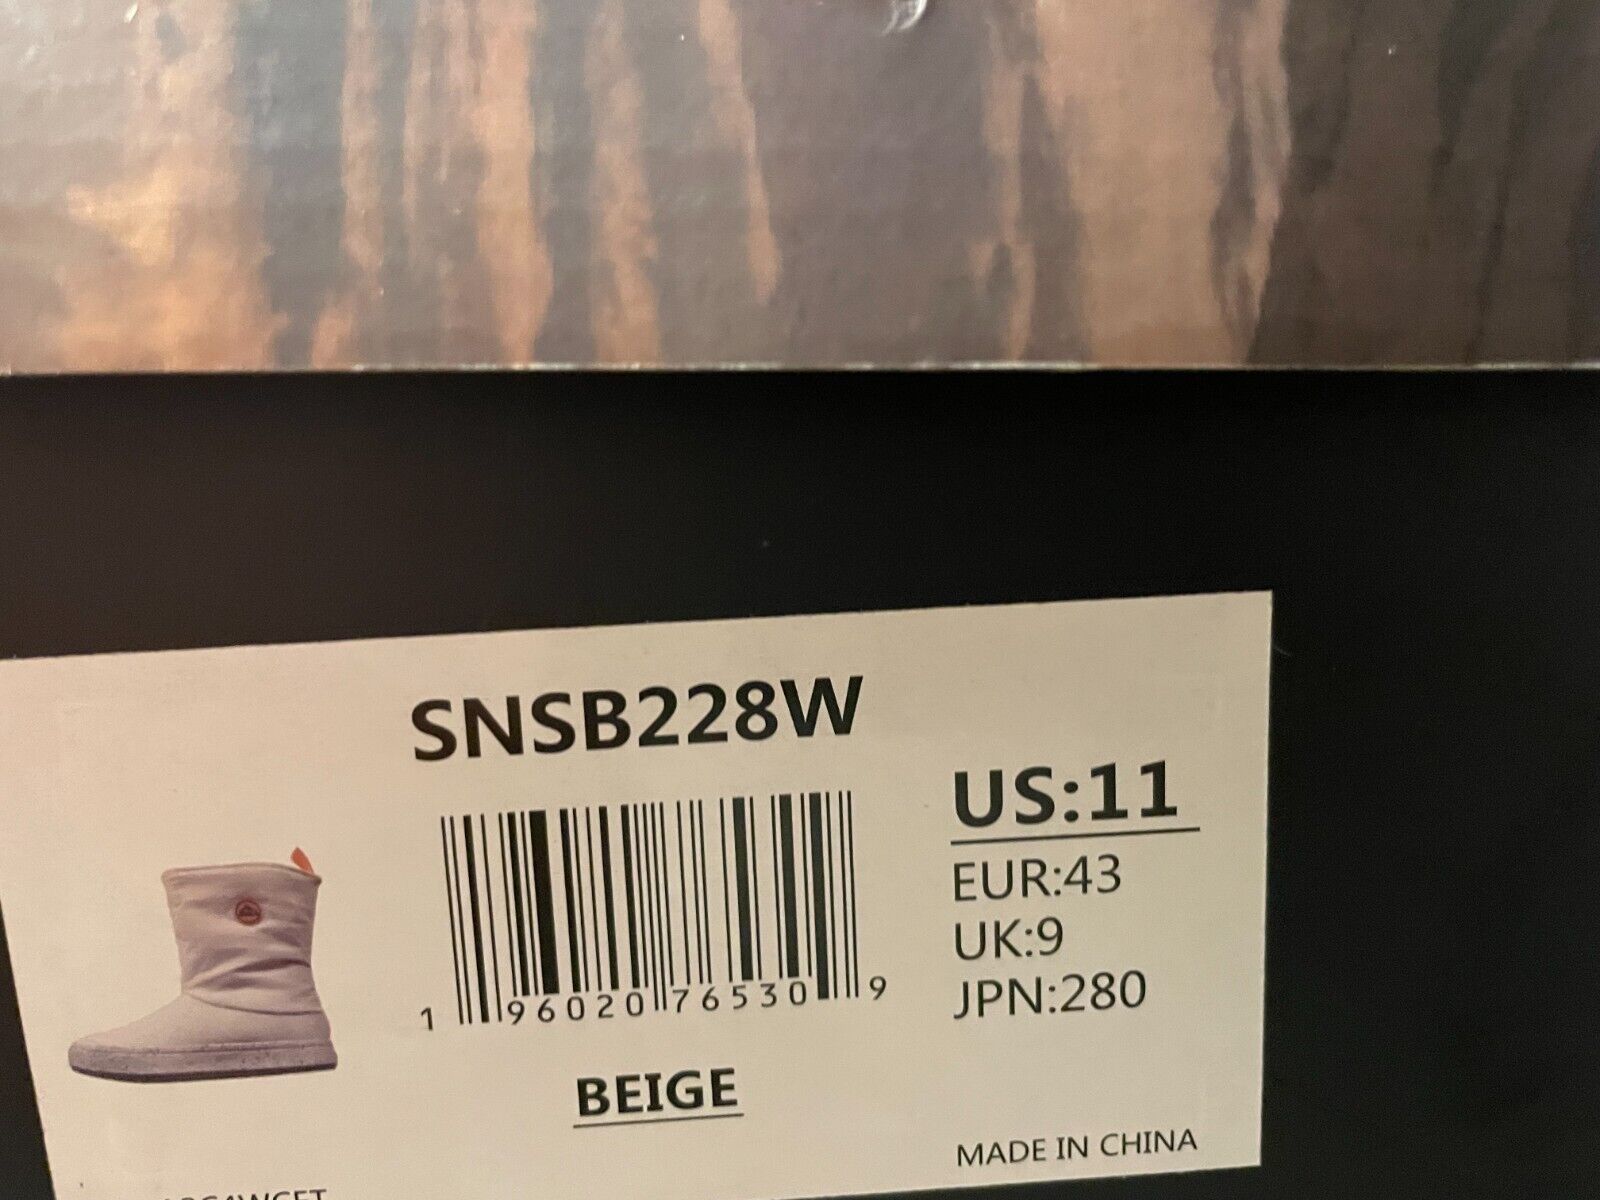 SNSB228W
US:11
EUR:43
UK:9
JPN:280
1 96020 76530 9
BEIGE
MADE IN CHINA